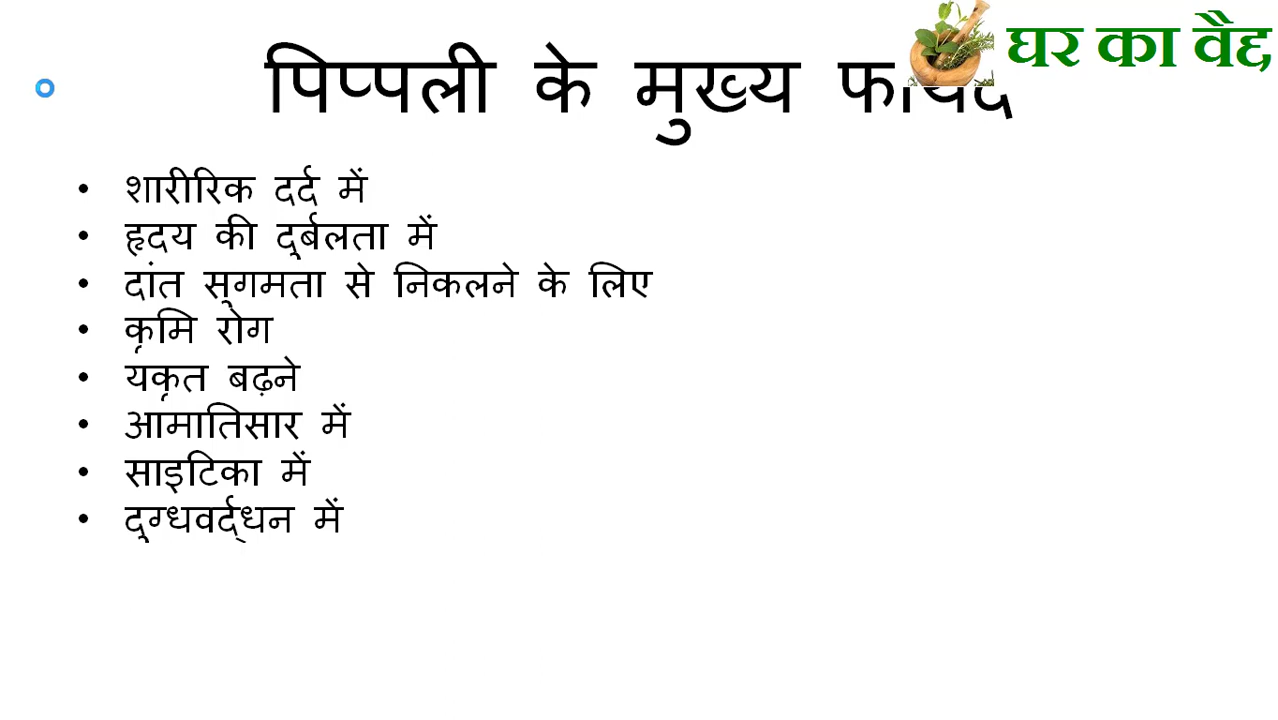 घर का वैद्द
पिप्पली के मुख्य
• शारीरिक दर्द में
• हृदय की दुर्बलता में
• दांत सुगमता से निकलने के लिए
• कृमि रोग
• यकृत बढ़ने
• आमातिसार में
• साइटिका में
• दुग्धवर्द्धन में